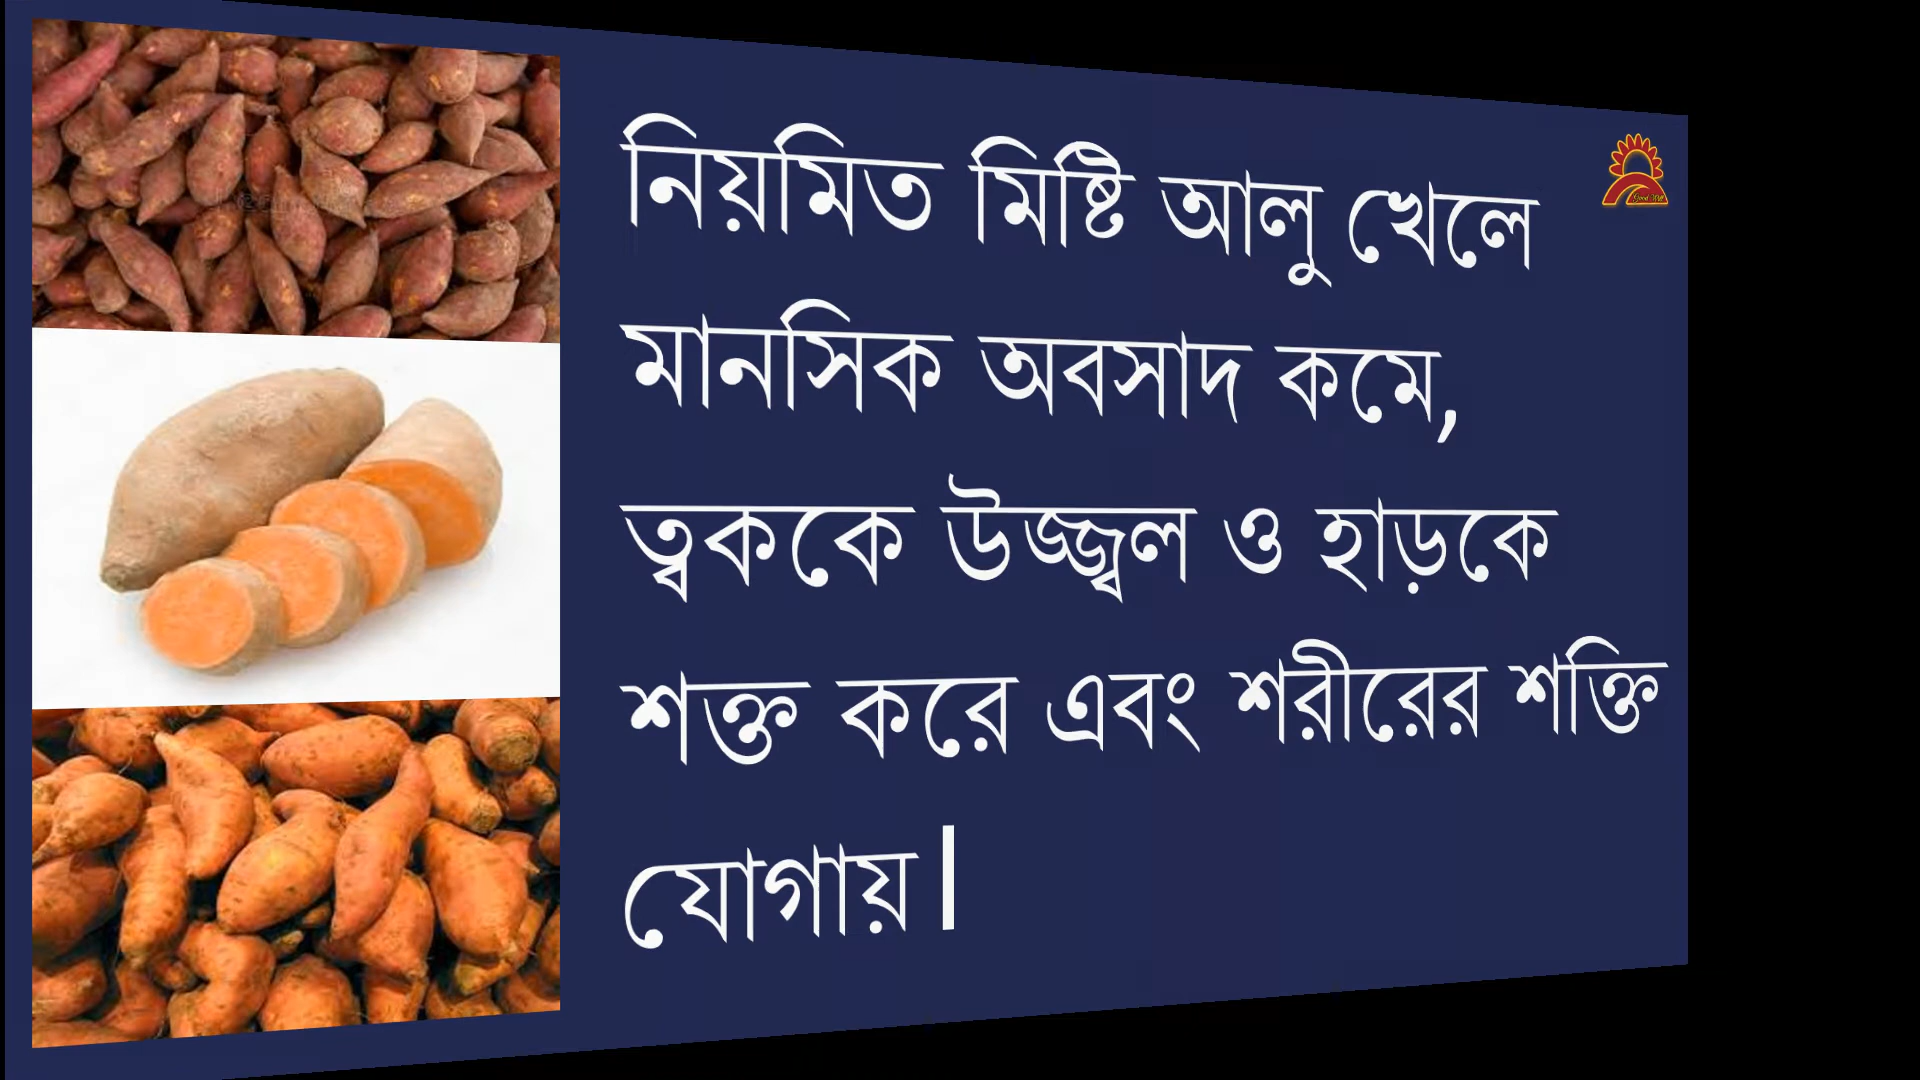 নিয়মিত মিষ্টি আলু খেলে
মানসিক অবসাদ কমে,
ত্বককে উজ্জ্বল ও হাড়কে
শক্ত করে এবং শরীরের শক্তি
যোগায়।